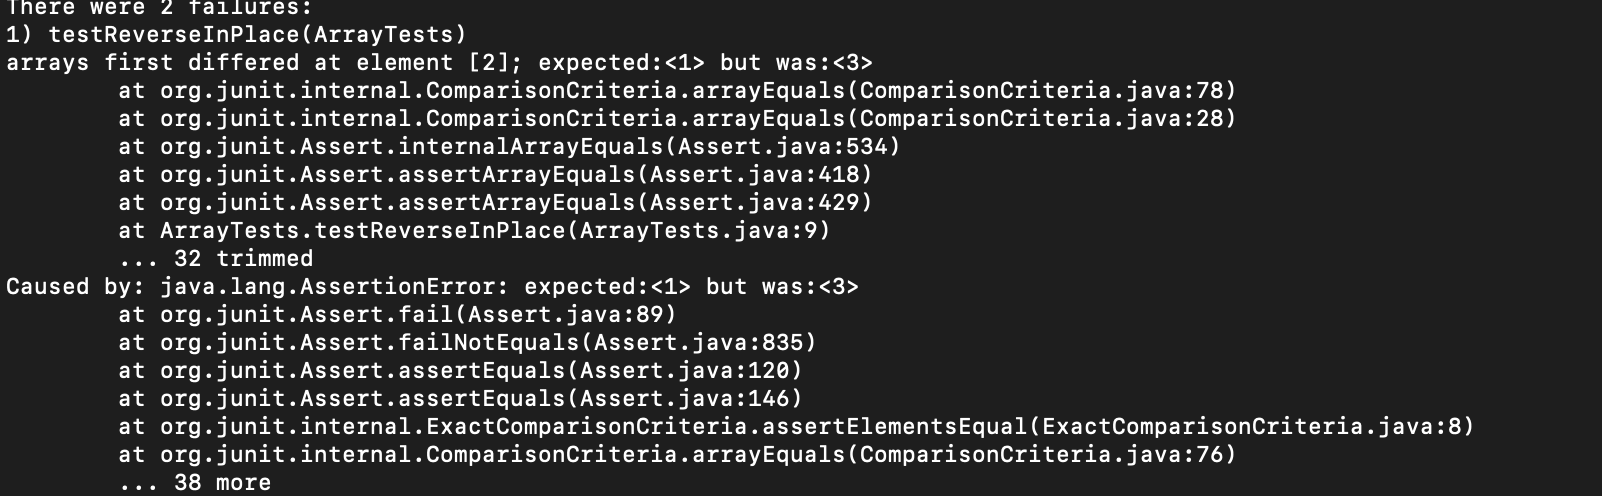 There were 2 failures:
1) testReverseInPlace(ArrayTests)
arrays first differed at element [2]; expected:<1> but was:<3>
        at org.junit.internal.ComparisonCriteria.arrayEquals(ComparisonCriteria.java:78)
        at org.junit.internal.ComparisonCriteria.arrayEquals(ComparisonCriteria.java:28)
        at org.junit.Assert.internalArrayEquals(Assert.java:534)
        at org.junit.Assert.assertArrayEquals(Assert.java:418)
        at org.junit.Assert.assertArrayEquals(Assert.java:429)
        at ArrayTests.testReverseInPlace(ArrayTests.java:9)
        ... 32 trimmed
Caused by: java.lang.AssertionError: expected:<1> but was:<3>
        at org.junit.Assert.fail(Assert.java:89)
        at org.junit.Assert.failNotEquals(Assert.java:835)
        at org.junit.Assert.assertEquals(Assert.java:120)
        at org.junit.Assert.assertEquals(Assert.java:146)
        at org.junit.internal.ExactComparisonCriteria.assertElementsEqual(ExactComparisonCriteria.java:8)
        at org.junit.internal.ComparisonCriteria.arrayEquals(ComparisonCriteria.java:76)
        ... 38 more